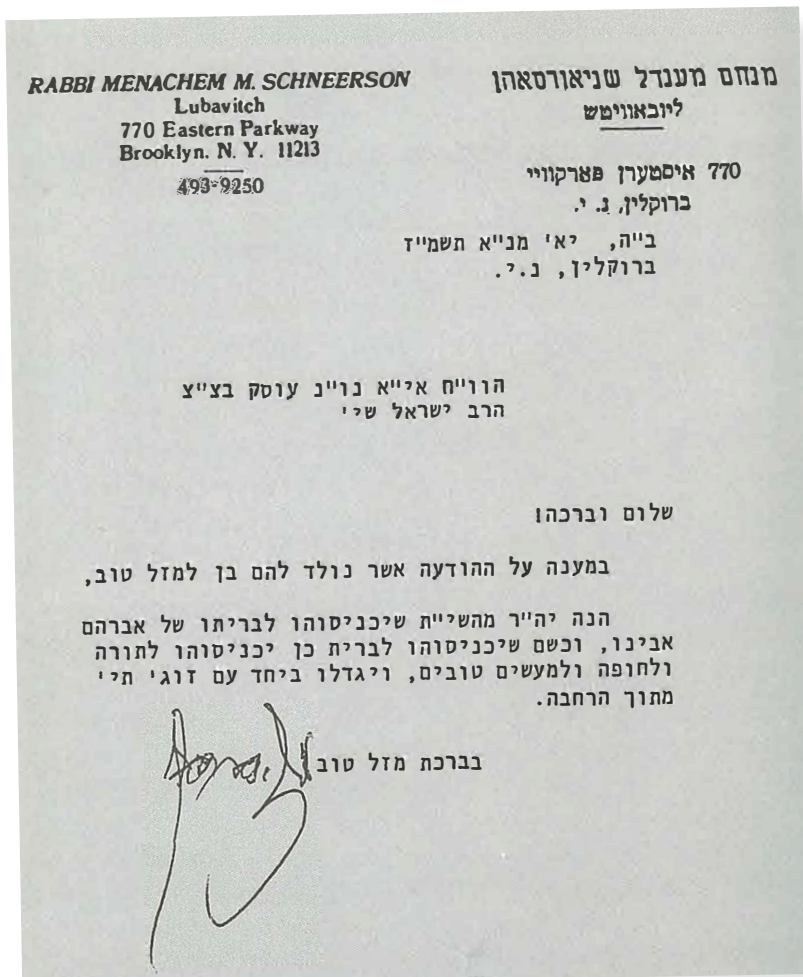 RABBI MENACHEM M. SCHNEERSON
Lubavitch
770 Eastern Parkway
Brooklyn. N. Y. 11213
493-9250
מנחם מענדל שניאורסאהן
ליובאוויטש
770 איסטערן פארקוויי
ברוקלין, נ. י.
ב"ה, יא' מנ"א תשמ"ז
ברוקלין, נ.י.
הוו"ח אי"א נו"נ עוסק בצ"צ
הרב ישראל שי'
שלום וברכה!
במענה על ההודעה אשר נולד להם בן למזל טוב,
הנה יה"ר מהשי"ת שיכניסוהו לבריתו של אברהם
אבינו, וכשם שיכניסוהו לברית כן יכניסוהו לתורה
ולחופה ולמעשים טובים, ויגדלו ביחד עם זוג' תי'
מתוך הרחבה.
בברכת מזל טוב